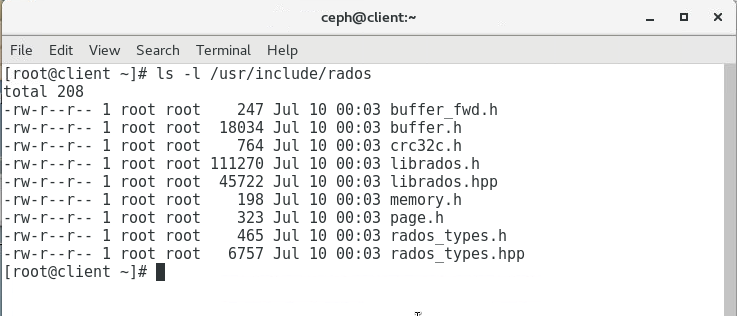 ceph@client:~
File Edit View Search Terminal Help
[root@client ~]# ls -l /usr/include/rados
total 208
-rw-r--r-- 1 root root    247 Jul 10 00:03 buffer_fwd.h
-rw-r--r-- 1 root root  18034 Jul 10 00:03 buffer.h
-rw-r--r-- 1 root root    764 Jul 10 00:03 crc32c.h
-rw-r--r-- 1 root root 111270 Jul 10 00:03 librados.h
-rw-r--r-- 1 root root  45722 Jul 10 00:03 librados.hpp
-rw-r--r-- 1 root root    198 Jul 10 00:03 memory.h
-rw-r--r-- 1 root root    323 Jul 10 00:03 page.h
-rw-r--r-- 1 root root    465 Jul 10 00:03 rados_types.h
-rw-r--r-- 1 root root   6757 Jul 10 00:03 rados_types.hpp
[root@client ~]#